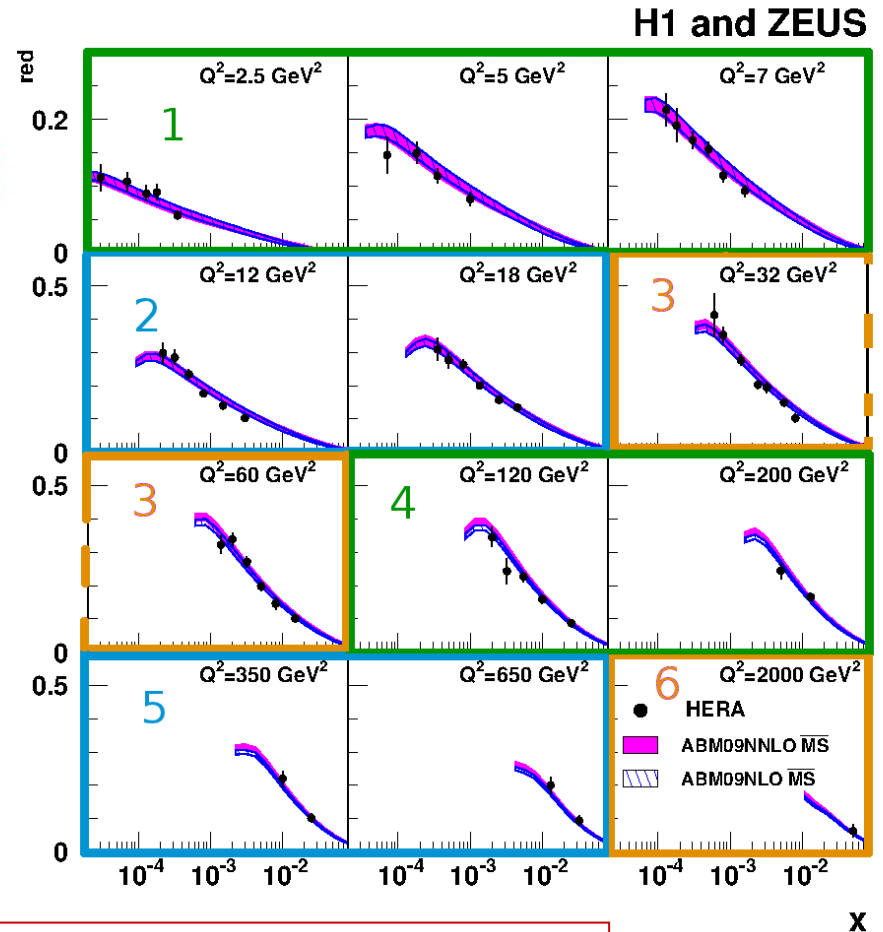 H1 and ZEUS
red
Q²=2.5 GeV² Q²=5 GeV² Q²=7 GeV²
1
0.2
0
Q²=12 GeV² Q²=18 GeV² Q²=32 GeV²
0.5
2 3
0
Q²=60 GeV² Q²=120 GeV² Q²=200 GeV²
0.5
3 4
0
Q²=350 GeV² Q²=650 GeV² Q²=2000 GeV²
0.5
5 6
HERA
ABM09NNLO M̅S̅
ABM09NLO M̅S̅
0
10⁻⁴ 10⁻³ 10⁻² 10⁻⁴ 10⁻³ 10⁻² 10⁻⁴ 10⁻³ 10⁻²
x